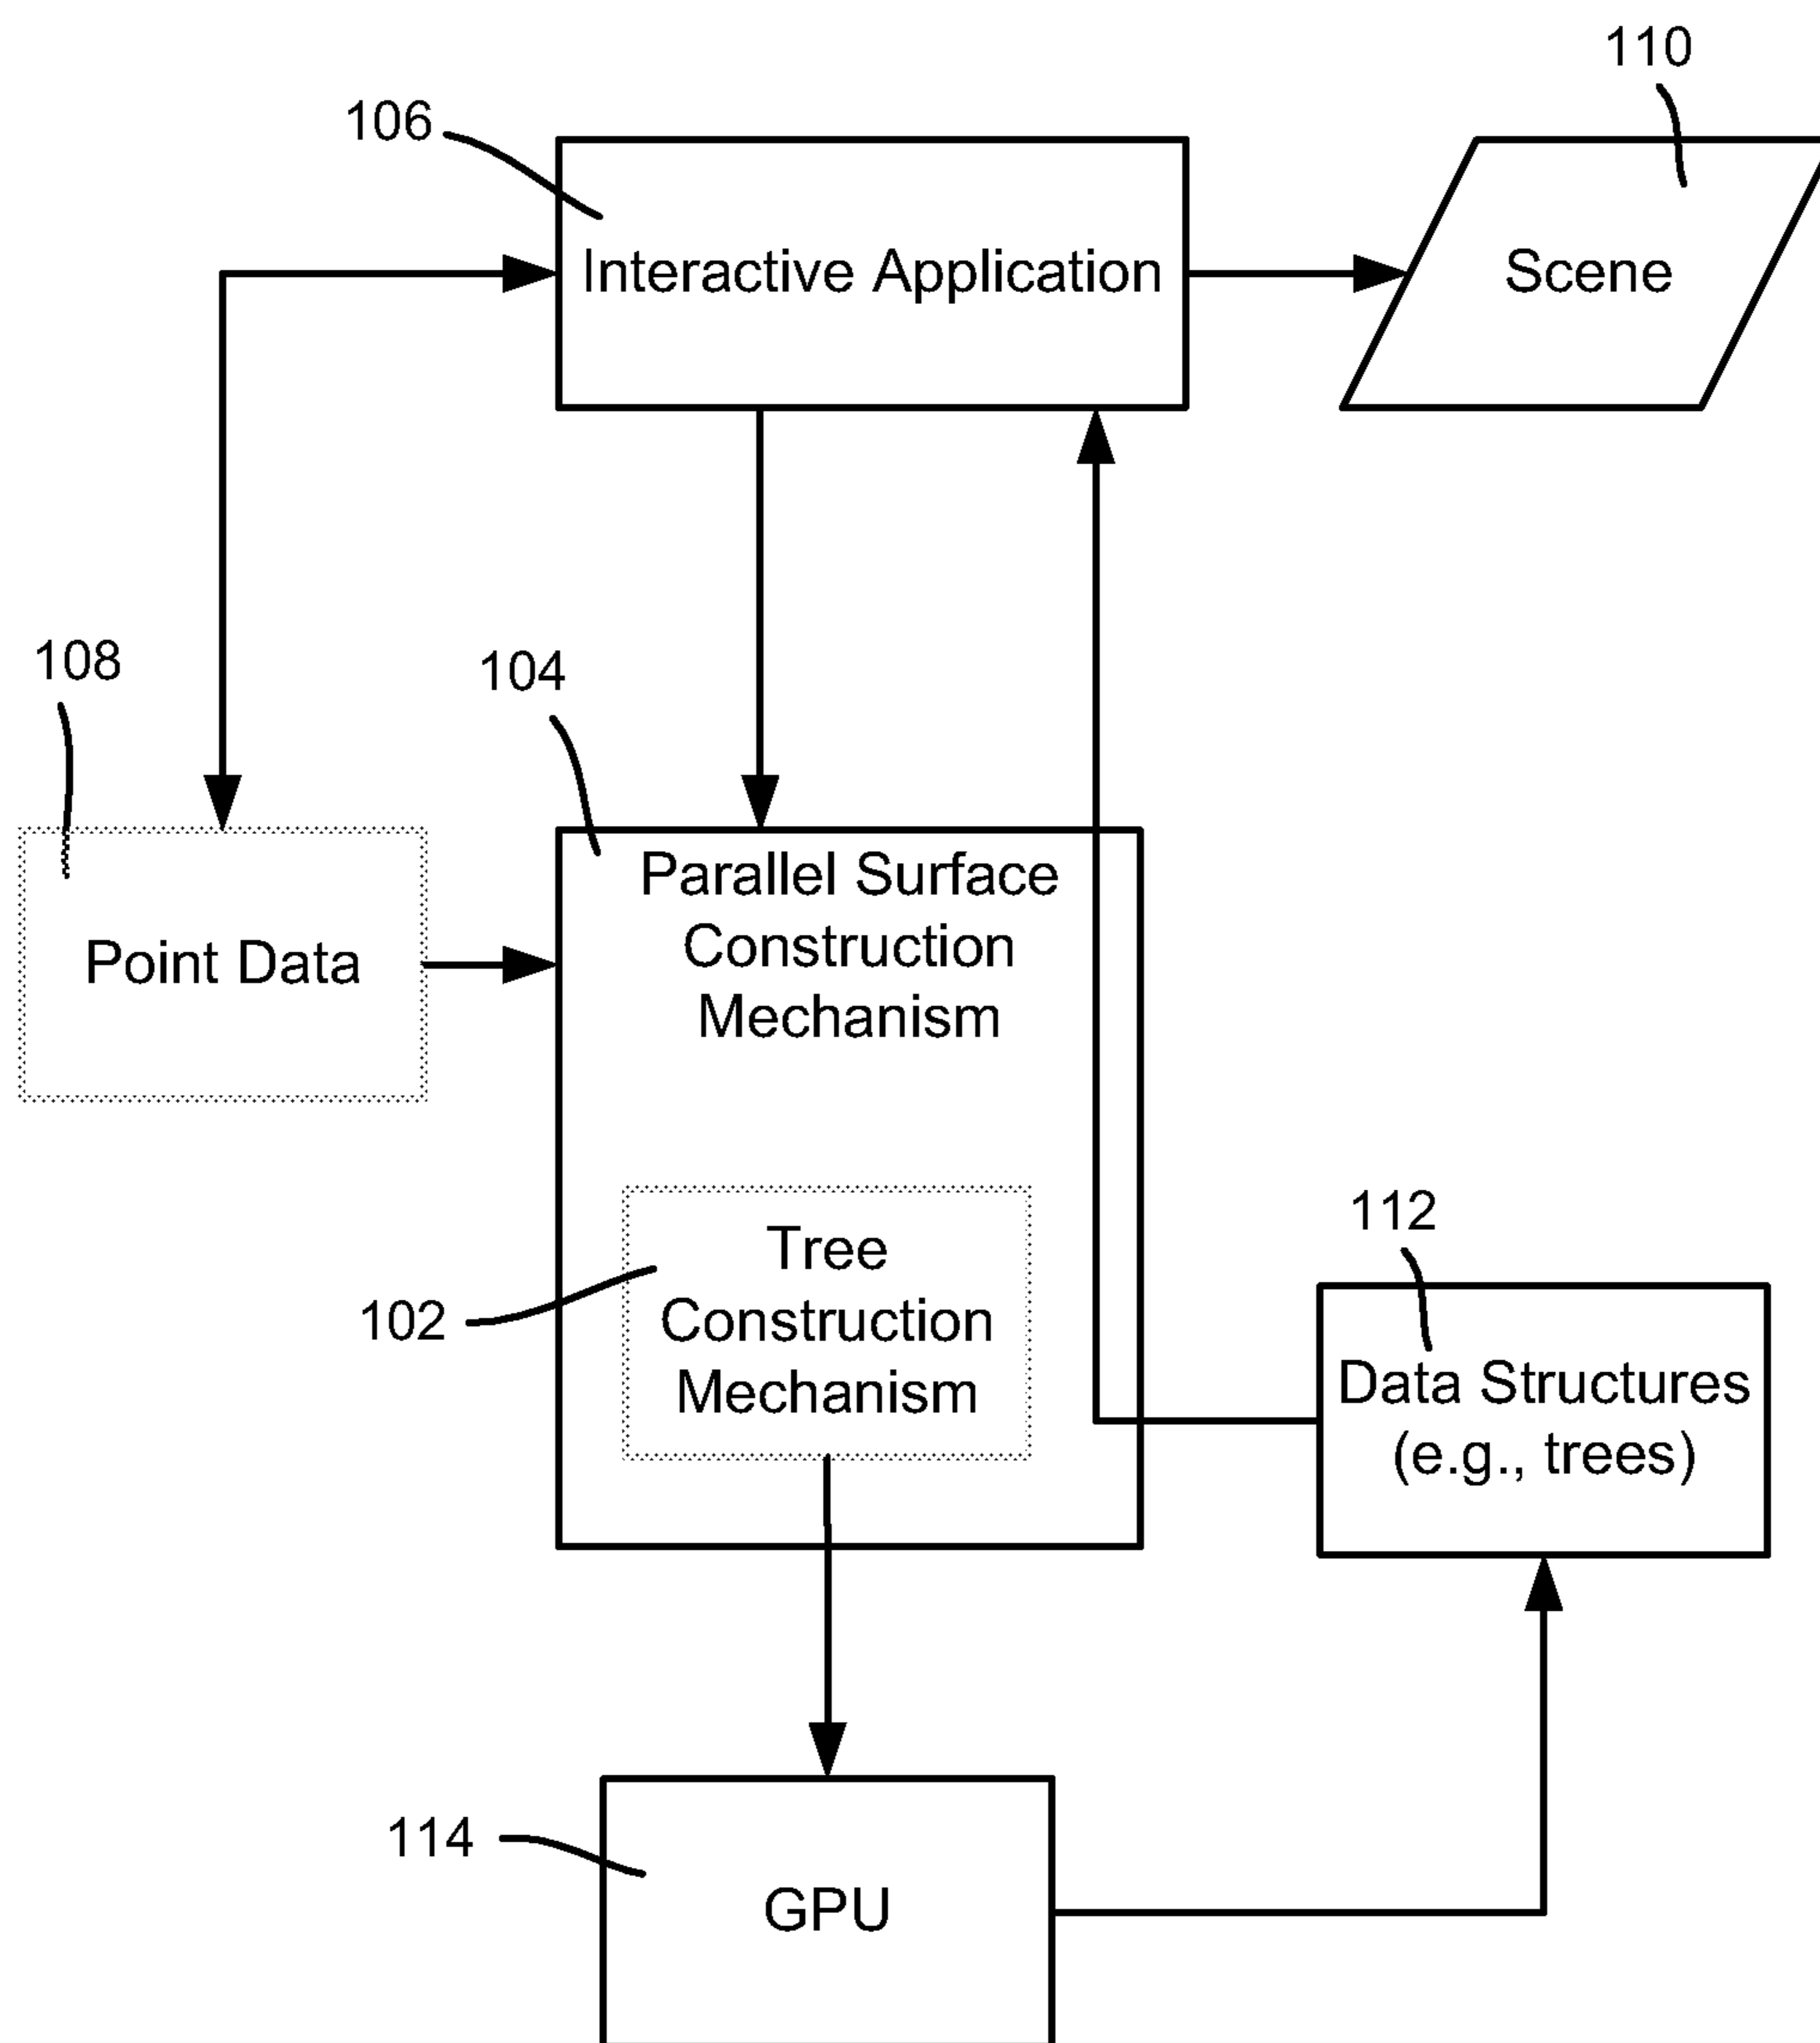 110
106
Interactive Application
Scene
108
104
Parallel Surface
Construction
Mechanism
Point Data
112
Tree
Construction
Mechanism
102
Data Structures
(e.g., trees)
114
GPU